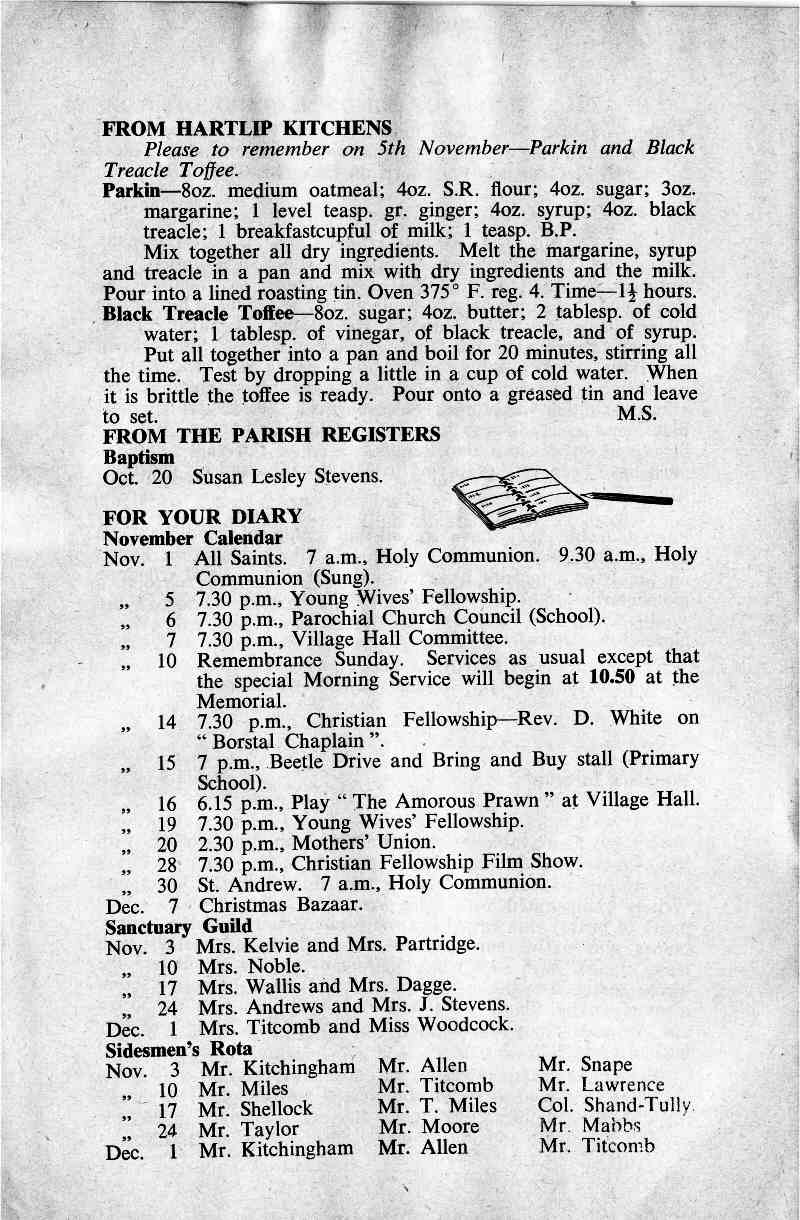 FROM HARTLIP KITCHENS
Please to remember on 5th November—Parkin and Black
Treacle Toffee.
Parkin—8oz. medium oatmeal; 4oz. S.R. flour; 4oz. sugar; 3oz.
margarine; 1 level teasp. gr. ginger; 4oz. syrup; 4oz. black
treacle; 1 breakfastcupful of milk; 1 teasp. B.P.
Mix together all dry ingredients. Melt the margarine, syrup
and treacle in a pan and mix with dry ingredients and the milk.
Pour into a lined roasting tin. Oven 375° F. reg. 4. Time—1½ hours.
Black Treacle Toffee—8oz. sugar; 4oz. butter; 2 tablesp. of cold
water; 1 tablesp. of vinegar, of black treacle, and of syrup.
Put all together into a pan and boil for 20 minutes, stirring all
the time. Test by dropping a little in a cup of cold water. When
it is brittle the toffee is ready. Pour onto a greased tin and leave
to set. M.S.
FROM THE PARISH REGISTERS
Baptism
Oct. 20 Susan Lesley Stevens.
FOR YOUR DIARY
November Calendar
Nov. 1 All Saints. 7 a.m., Holy Communion. 9.30 a.m., Holy
Communion (Sung).
„ 5 7.30 p.m., Young Wives' Fellowship.
„ 6 7.30 p.m., Parochial Church Council (School).
„ 7 7.30 p.m., Village Hall Committee.
„ 10 Remembrance Sunday. Services as usual except that
the special Morning Service will begin at 10.50 at the
Memorial.
„ 14 7.30 p.m., Christian Fellowship—Rev. D. White on
“ Borstal Chaplain ”.
„ 15 7 p.m., Beetle Drive and Bring and Buy stall (Primary
School).
„ 16 6.15 p.m., Play “ The Amorous Prawn ” at Village Hall.
„ 19 7.30 p.m., Young Wives' Fellowship.
„ 20 2.30 p.m., Mothers' Union.
„ 28 7.30 p.m., Christian Fellowship Film Show.
„ 30 St. Andrew. 7 a.m., Holy Communion.
Dec. 7 Christmas Bazaar.
Sanctuary Guild
Nov. 3 Mrs. Kelvie and Mrs. Partridge.
„ 10 Mrs. Noble.
„ 17 Mrs. Wallis and Mrs. Dagge.
„ 24 Mrs. Andrews and Mrs. J. Stevens.
Dec. 1 Mrs. Titcomb and Miss Woodcock.
Sidesmen's Rota
Nov. 3 Mr. Kitchingham Mr. Allen Mr. Snape
„ 10 Mr. Miles Mr. Titcomb Mr. Lawrence
„ 17 Mr. Shellock Mr. T. Miles Col. Shand-Tully.
„ 24 Mr. Taylor Mr. Moore Mr. Mabbs
Dec. 1 Mr. Kitchingham Mr. Allen Mr. Titcomb